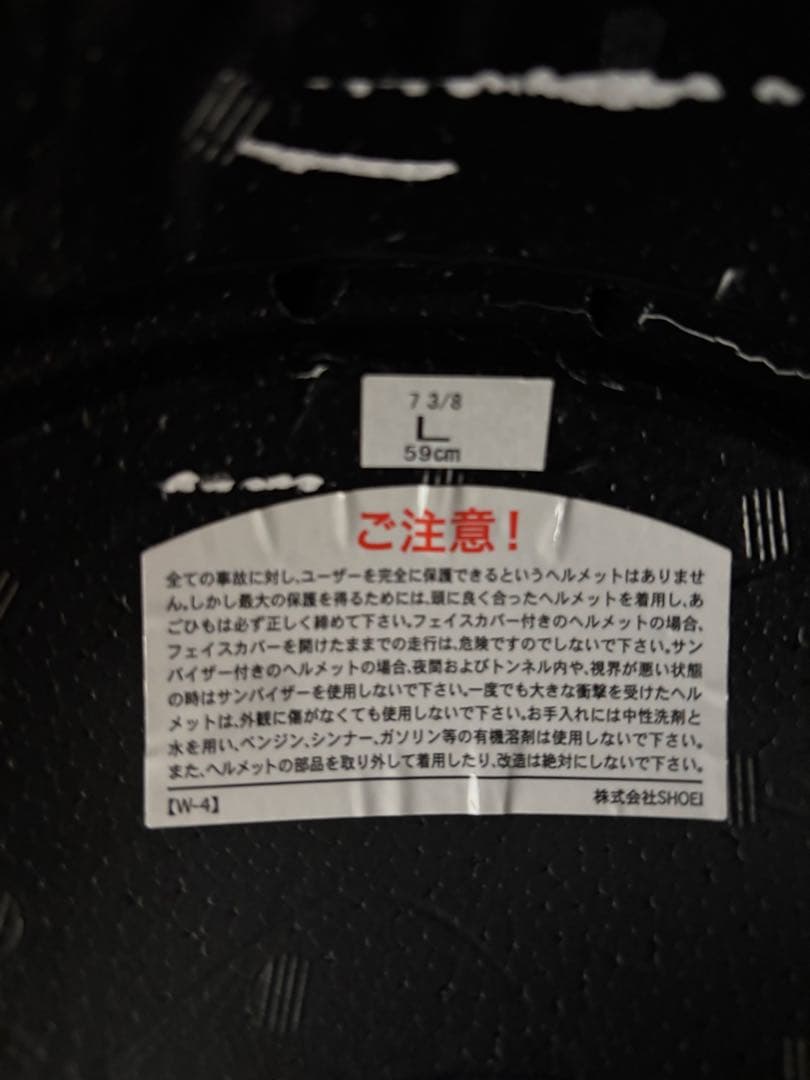 7 3/8
L
59cm
ご注意!
全ての事故に対し、ユーザーを完全に保護できるというヘルメットはありませ
ん。しかし最大の保護を得るためには、頭に良く合ったヘルメットを着用し、あ
ごひもは必ず正しく締めて下さい。フェイスカバー付きのヘルメットの場合、
フェイスカバーを開けたままでの走行は、危険ですのでしないで下さい。サン
バイザー付きのヘルメットの場合、夜間およびトンネル内や、視界が悪い状態
の時はサンバイザーを使用しないで下さい。一度でも大きな衝撃を受けたヘル
メットは、外観に傷がなくても使用しないで下さい。お手入れには中性洗剤と
水を用い、ベンジン、シンナー、ガソリン等の有機溶剤は使用しないで下さい。
また、ヘルメットの部品を取り外して着用したり、改造は絶対にしないで下さい。
【W-4】 株式会社SHOEI